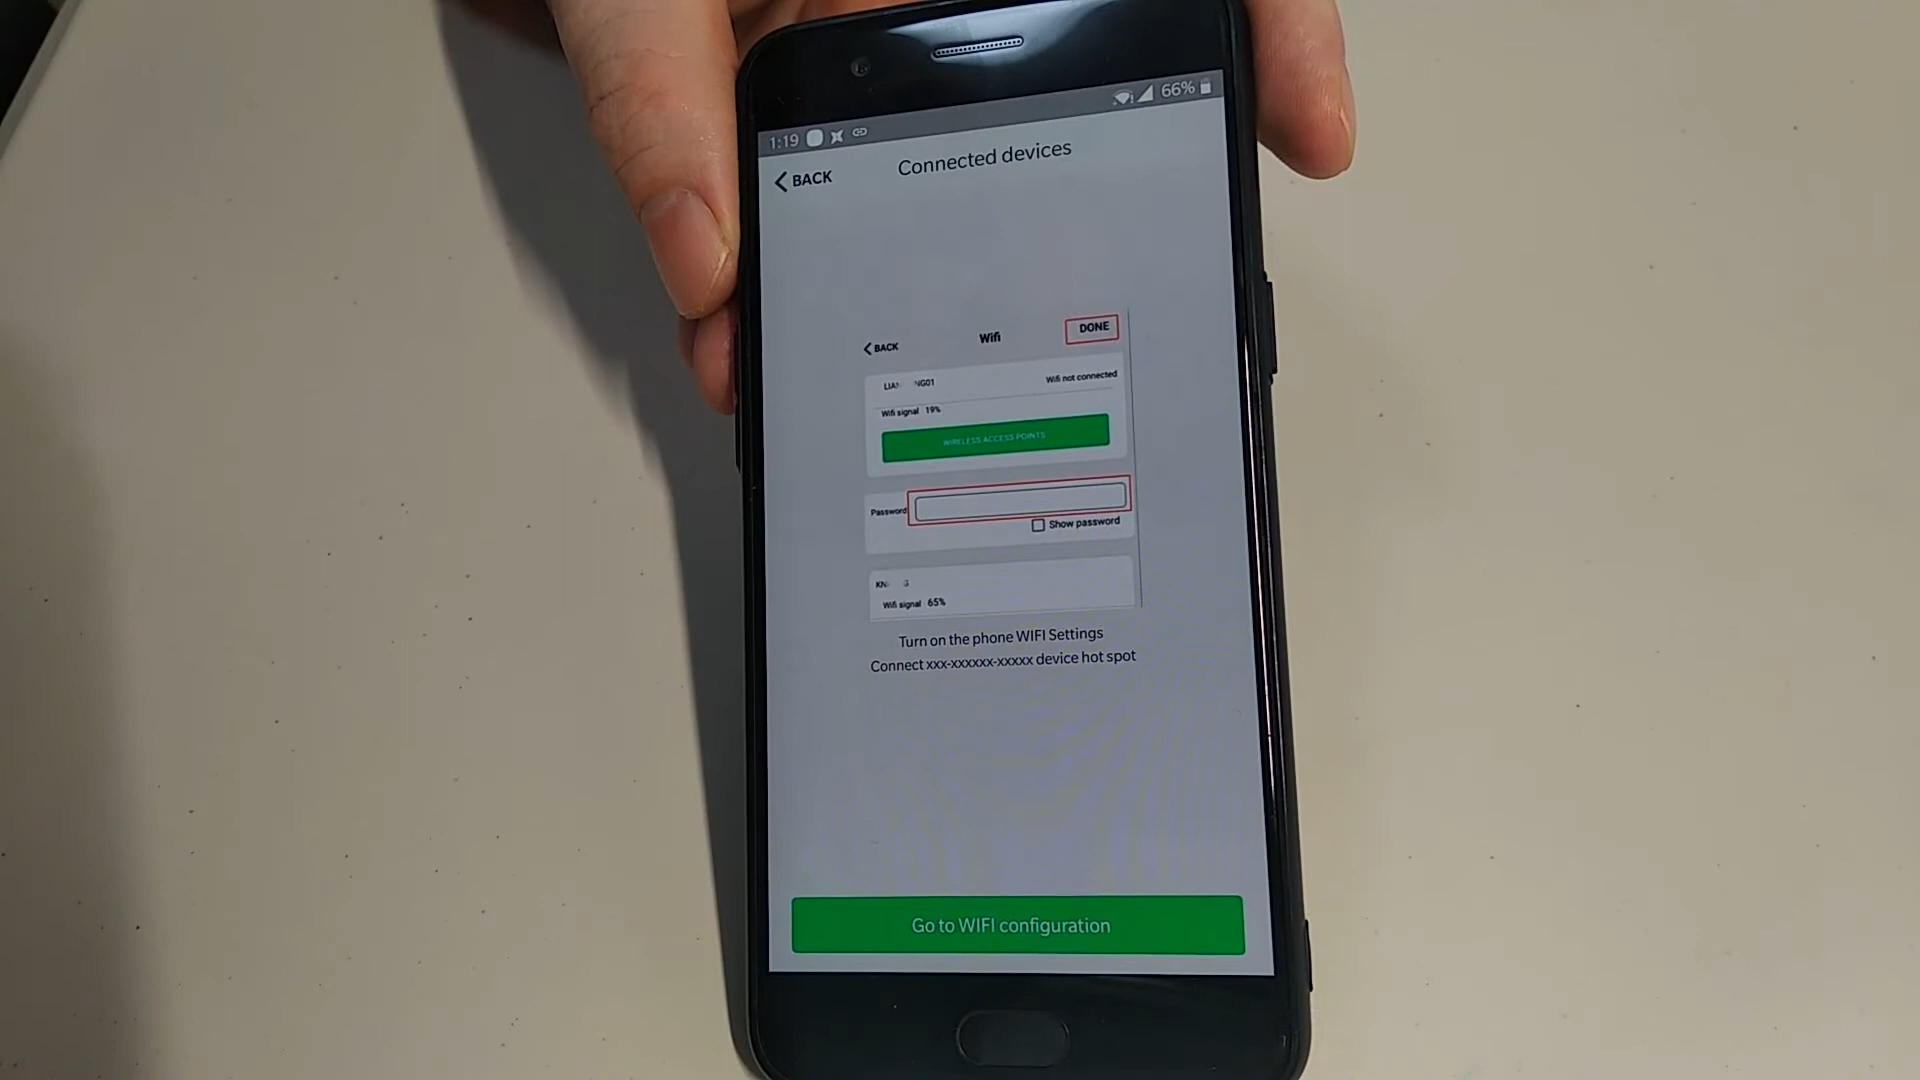 1:19 66%
BACK Connected devices
BACK Wifi DONE
Wifi not connected
Wifi signal 19%
WIRELESS ACCESS POINTS
Password
Show password
Wifi signal 65%
Turn on the phone WIFI Settings
Connect xxx-xxxxxx-xxxxx device hot spot
Go to WIFI configuration